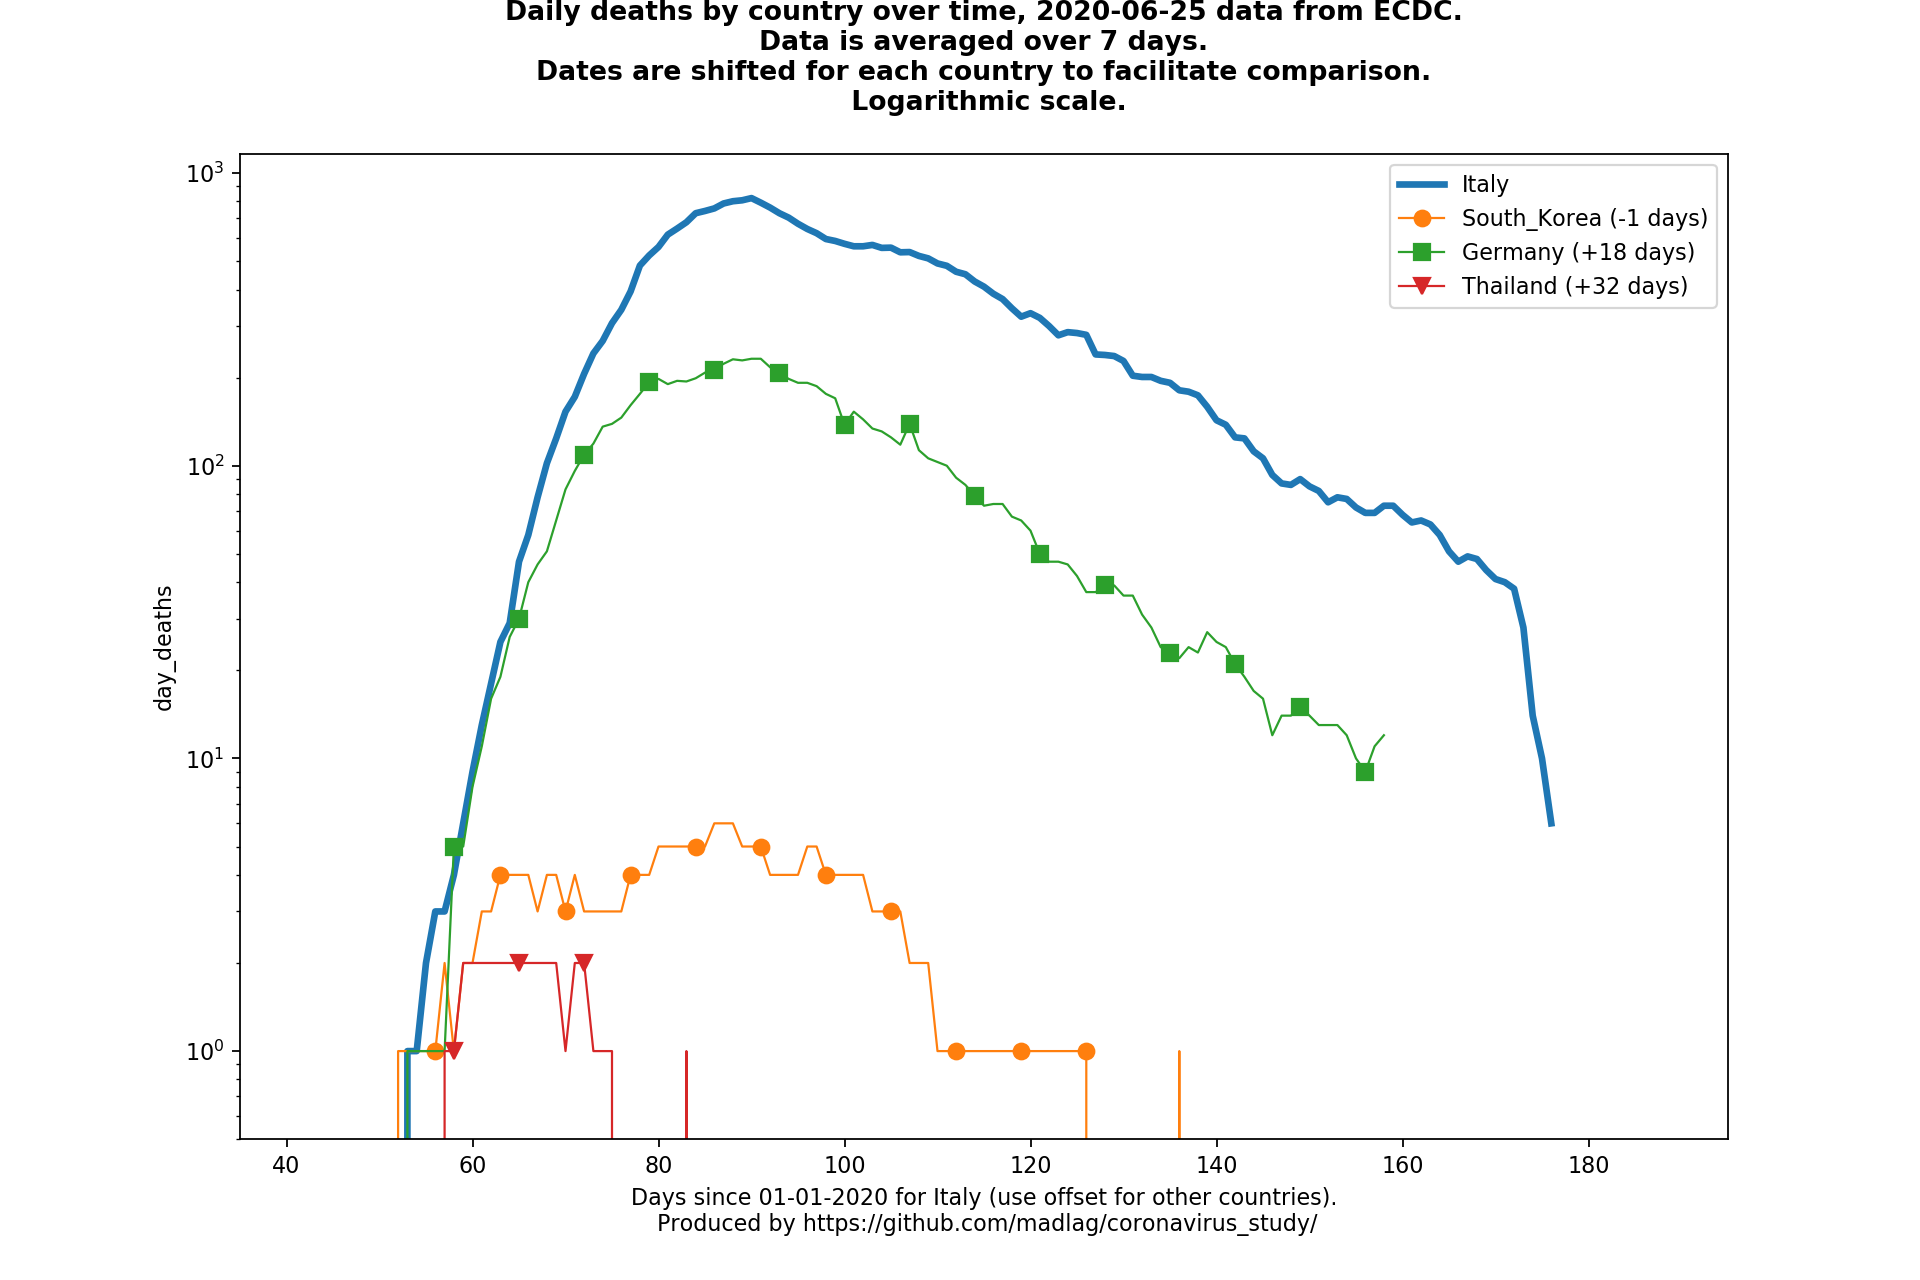 Daily deaths by country over time, 2020-06-25 data from ECDC.
Data is averaged over 7 days.
Dates are shifted for each country to facilitate comparison.
Logarithmic scale.
10³
Italy
South_Korea (-1 days)
Germany (+18 days)
Thailand (+32 days)
10²
day_deaths
10¹
10⁰
40 60 80 100 120 140 160 180
Days since 01-01-2020 for Italy (use offset for other countries).
Produced by https://github.com/madlag/coronavirus_study/